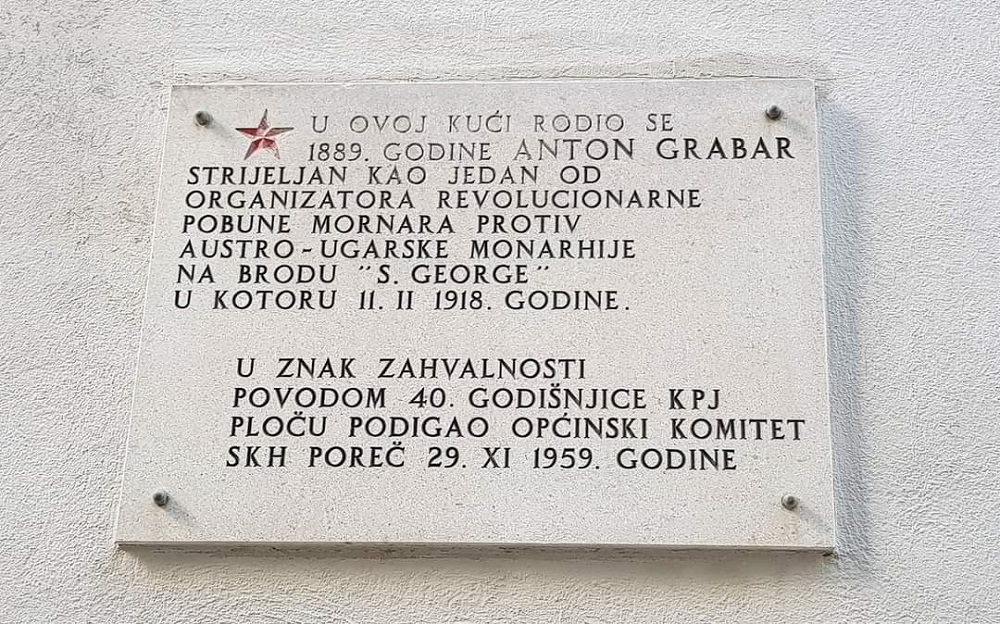 U OVOJ KUĆI RODIO SE
1889. GODINE ANTON GRABAR
STRIJELJAN KAO JEDAN OD
ORGANIZATORA REVOLUCIONARNE
POBUNE MORNARA PROTIV
AUSTRO-UGARSKE MONARHIJE
NA BRODU "S. GEORGE"
U KOTORU 11. II 1918. GODINE.
U ZNAK ZAHVALNOSTI
POVODOM 40. GODIŠNJICE KPJ
PLOČU PODIGAO OPĆINSKI KOMITET
SKH POREČ 29. XI 1959. GODINE